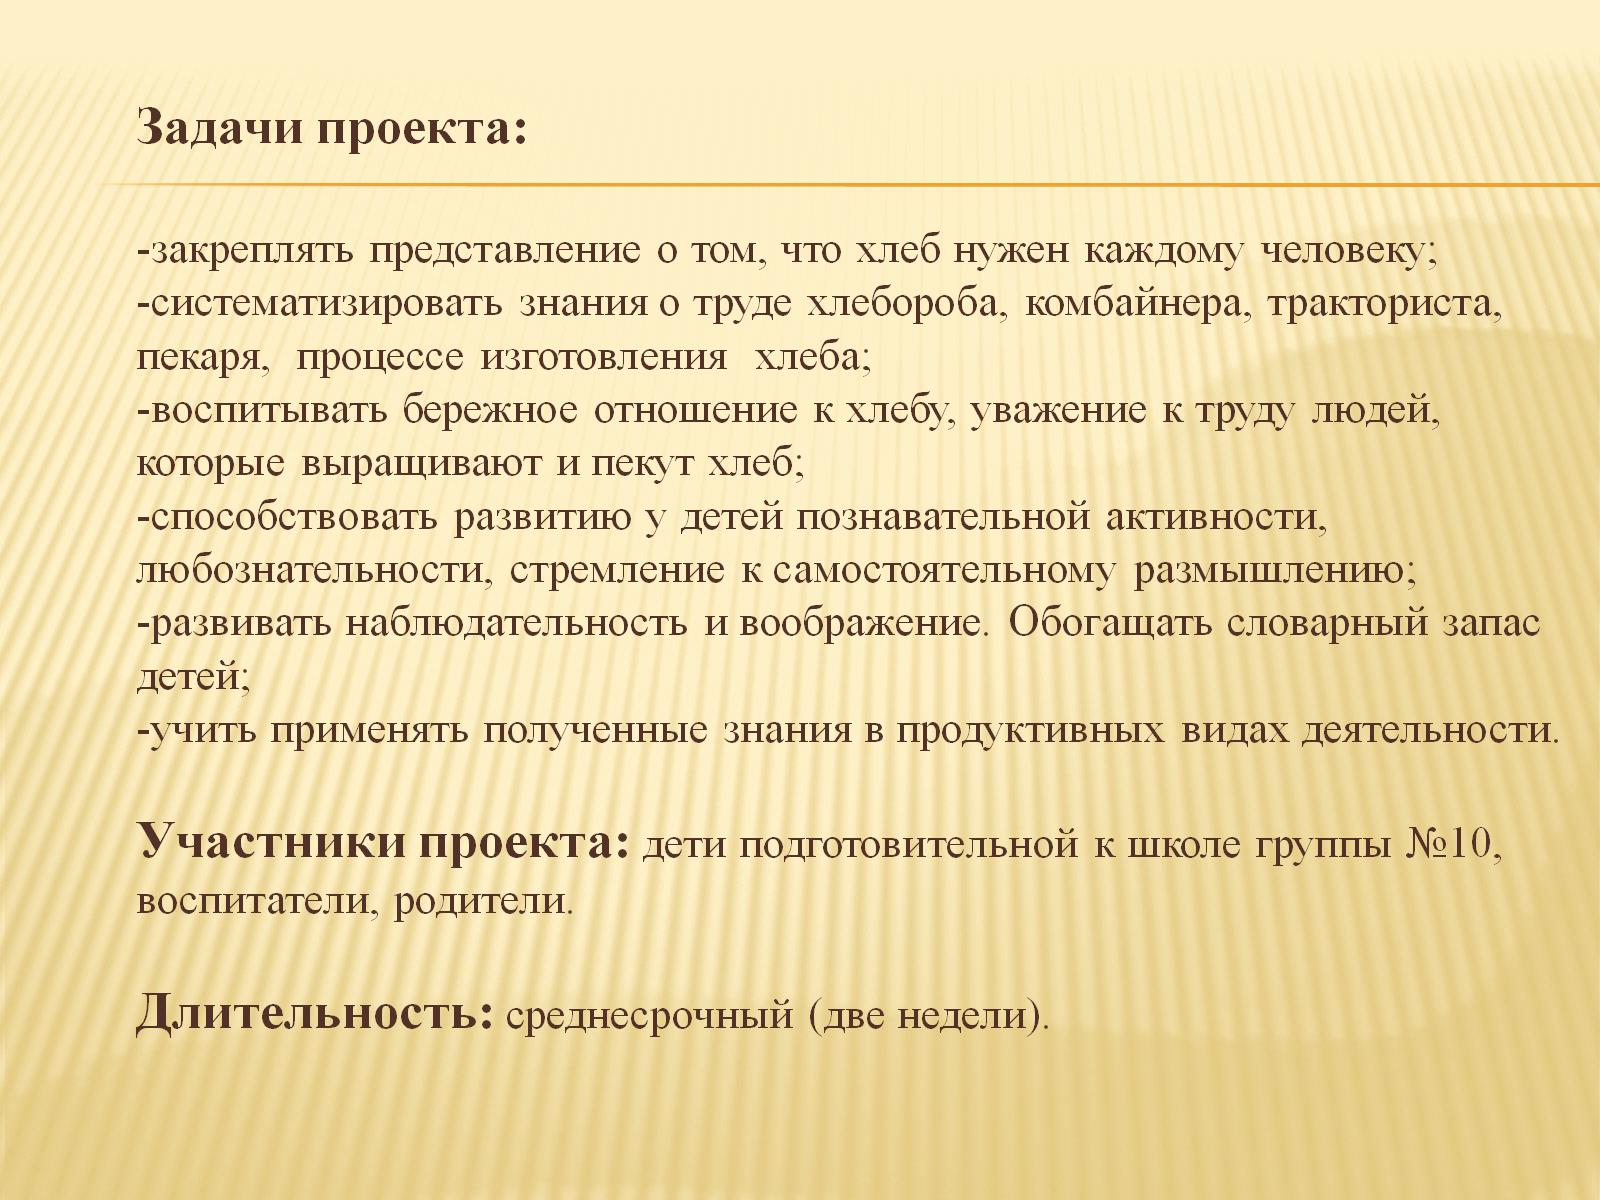 Задачи проекта:
-закреплять представление о том, что хлеб нужен каждому человеку;
-систематизировать знания о труде хлебороба, комбайнера, тракториста,
пекаря, процессе изготовления хлеба;
-воспитывать бережное отношение к хлебу, уважение к труду людей,
которые выращивают и пекут хлеб;
-способствовать развитию у детей познавательной активности,
любознательности, стремление к самостоятельному размышлению;
-развивать наблюдательность и воображение. Обогащать словарный запас
детей;
-учить применять полученные знания в продуктивных видах деятельности.
Участники проекта: дети подготовительной к школе группы №10,
воспитатели, родители.
Длительность: среднесрочный (две недели).